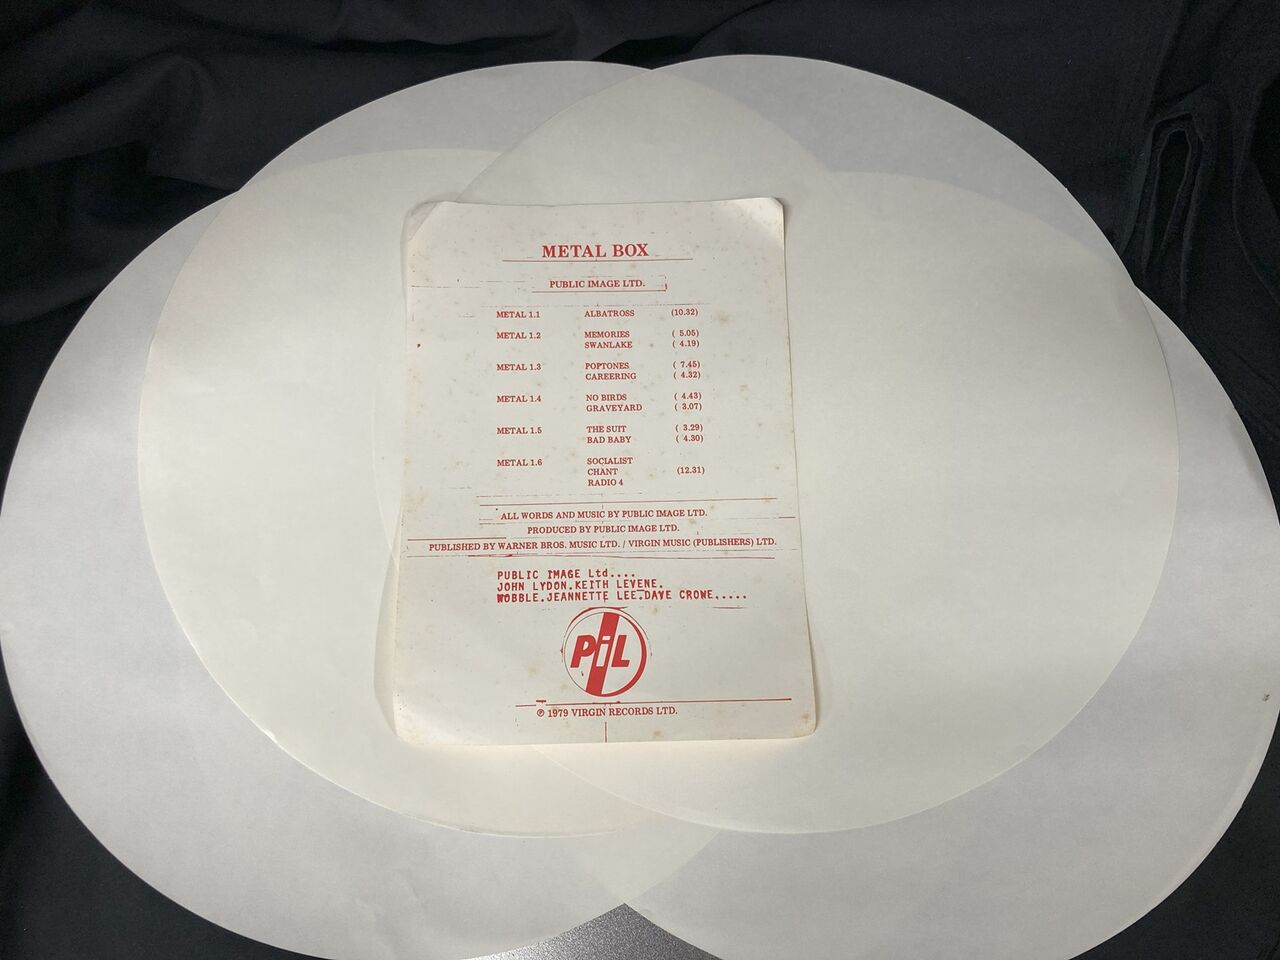 METAL BOX
PUBLIC IMAGE LTD.
METAL 1.1 ALBATROSS (10.32)
METAL 1.2 MEMORIES ( 5.05)
SWANLAKE ( 4.19)
METAL 1.3 POPTONES ( 7.45)
CAREERING ( 4.32)
METAL 1.4 NO BIRDS ( 4.43)
GRAVEYARD ( 3.07)
METAL 1.5 THE SUIT ( 3.29)
BAD BABY ( 4.30)
METAL 1.6 SOCIALIST
CHANT (12.31)
RADIO 4
ALL WORDS AND MUSIC BY PUBLIC IMAGE LTD.
PRODUCED BY PUBLIC IMAGE LTD.
PUBLISHED BY WARNER BROS. MUSIC LTD. / VIRGIN MUSIC (PUBLISHERS) LTD.
PUBLIC IMAGE Ltd....
JOHN LYDON.KEITH LEVENE.
WOBBLE.JEANNETTE LEE.DAVE CROWE.....
PiL
℗ 1979 VIRGIN RECORDS LTD.